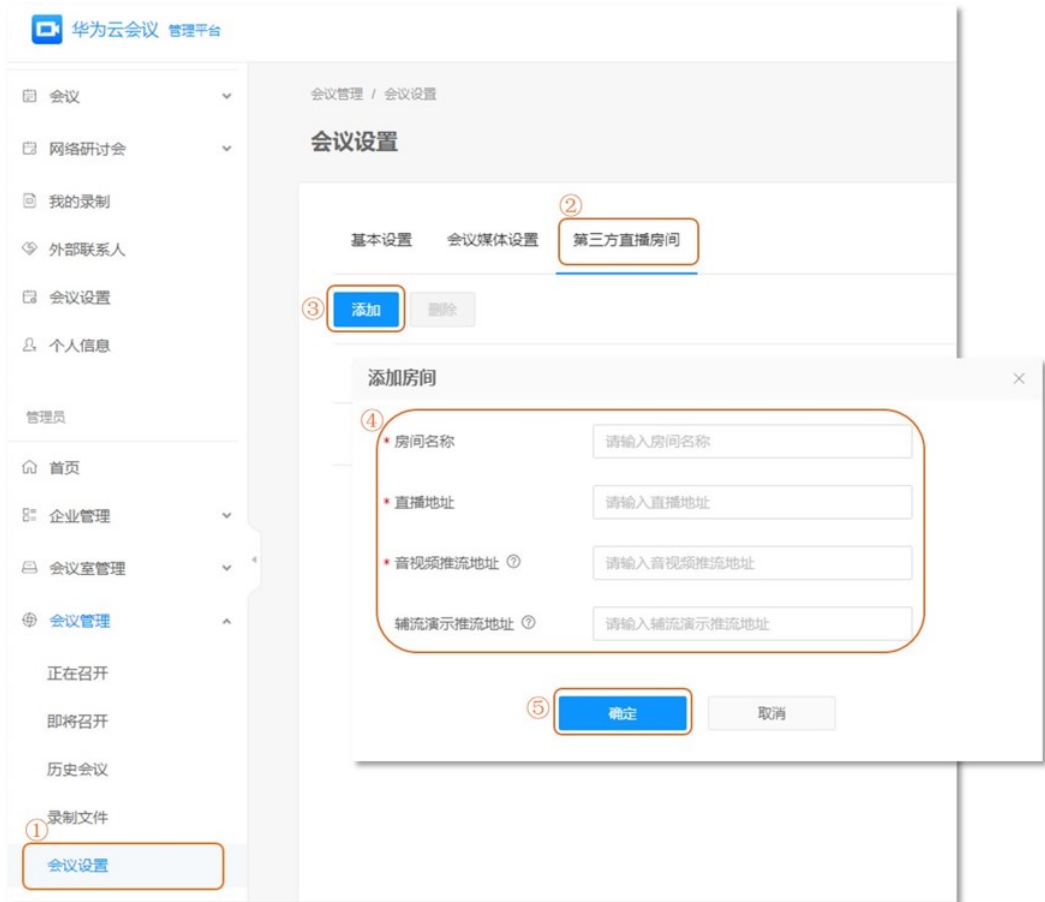 华为云会议 管理平台
会议
网络研讨会
我的录制
外部联系人
会议设置
个人信息
管理员
首页
企业管理
会议室管理
会议管理
正在召开
即将召开
历史会议
录制文件
①
会议设置
会议管理 / 会议设置
会议设置
②
基本设置 会议媒体设置 第三方直播房间
③ 添加 删除
添加房间
④
* 房间名称 请输入房间名称
* 直播地址 请输入直播地址
* 音视频推流地址 ? 请输入音视频推流地址
辅流演示推流地址 ? 请输入辅流演示推流地址
⑤ 确定 取消